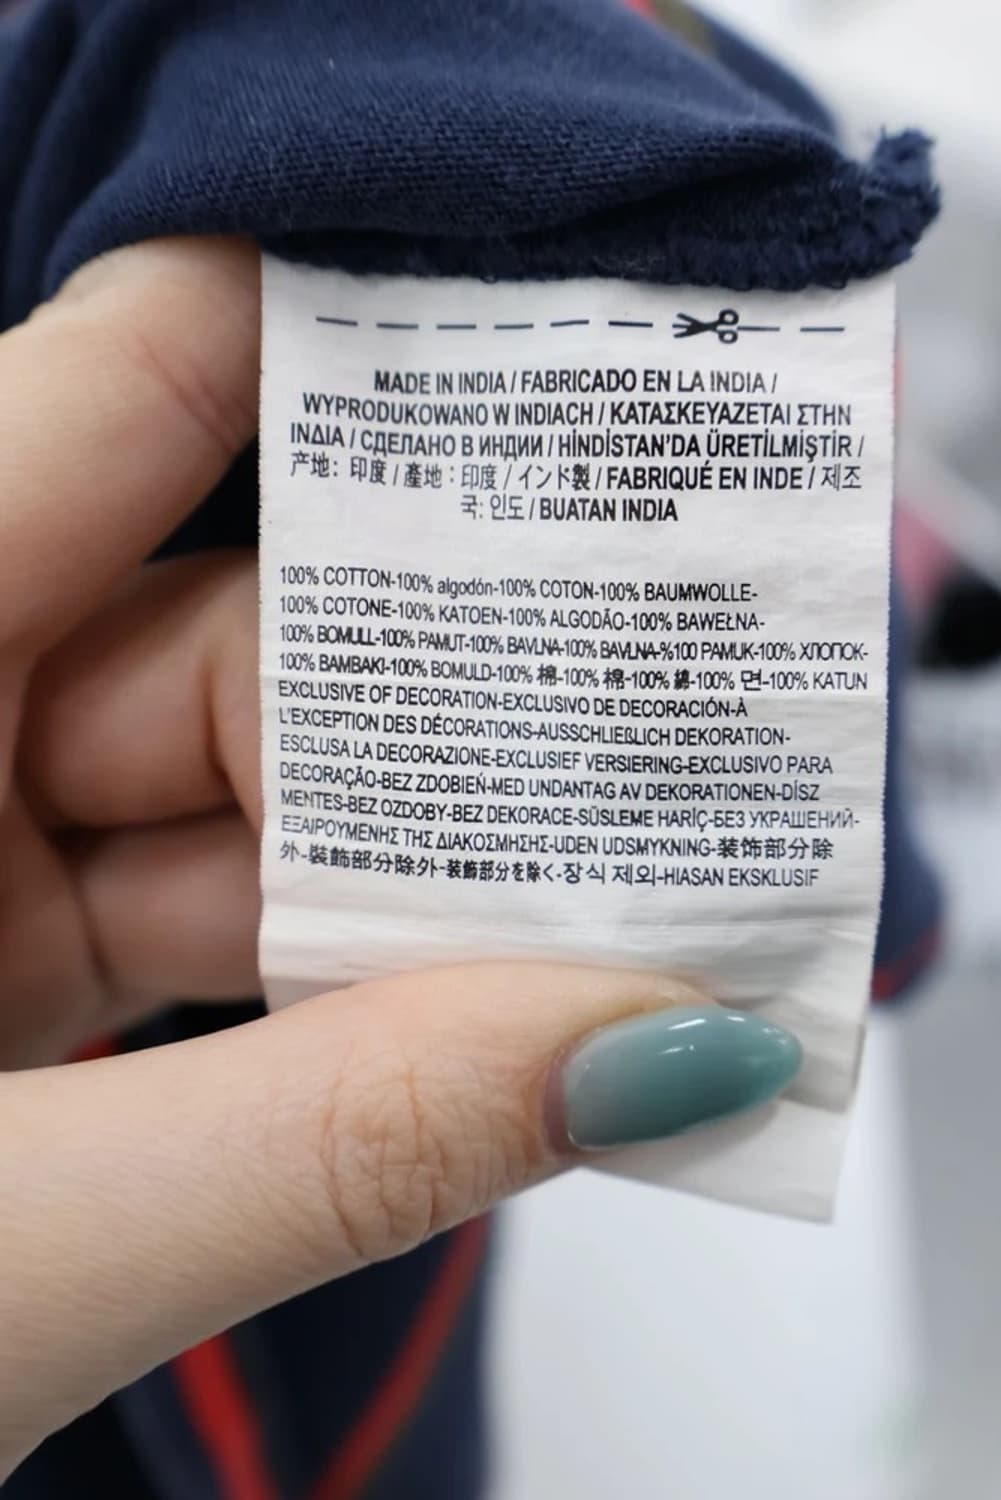 MADE IN INDIA / FABRICADO EN LA INDIA /
WYPRODUKOWANO W INDIACH / ΚΑΤΑΣΚΕΥΑΖΕΤΑΙ ΣΤΗΝ
ΙΝΔΙΑ / СДЕЛАНО В ИНДИИ / HİNDİSTAN'DA ÜRETİLMİŞTİR /
产地: 印度 / 產地：印度 / インド製 / FABRIQUÉ EN INDE / 제조
국: 인도 / BUATAN INDIA
100% COTTON-100% algodón-100% COTON-100% BAUMWOLLE-
100% COTONE-100% KATOEN-100% ALGODÃO-100% BAWEŁNA-
100% BOMULL-100% PAMUT-100% BAVLNA-100% BAVLNA-%100 PAMUK-100% ХЛОПОК-
100% BAMBAKI-100% BOMULD-100% 棉-100% 棉-100% 綿-100% 면-100% KATUN
EXCLUSIVE OF DECORATION-EXCLUSIVO DE DECORACIÓN-À
L'EXCEPTION DES DÉCORATIONS-AUSSCHLIEßLICH DEKORATION-
ESCLUSA LA DECORAZIONE-EXCLUSIEF VERSIERING-EXCLUSIVO PARA
DECORAÇÃO-BEZ ZDOBIEŃ-MED UNDANTAG AV DEKORATIONEN-DÍSZ
MENTES-BEZ OZDOBY-BEZ DEKORACE-SÜSLEME HARİÇ-БЕЗ УКРАШЕНИЙ-
ΕΞΑΙΡΟΥΜΕΝΗΣ ΤΗΣ ΔΙΑΚΟΣΜΗΣΗΣ-UDEN UDSMYKNING-装饰部分除
外-裝飾部分除外-装飾部分を除く-장식 제외-HIASAN EKSKLUSIF